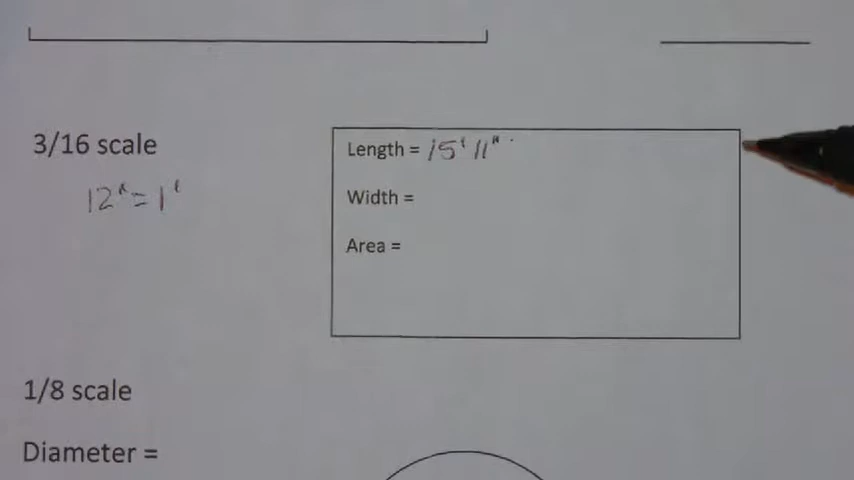 3/16 scale
12" = 1'
Length = 15' 11"
Width =
Area =
1/8 scale
Diameter =